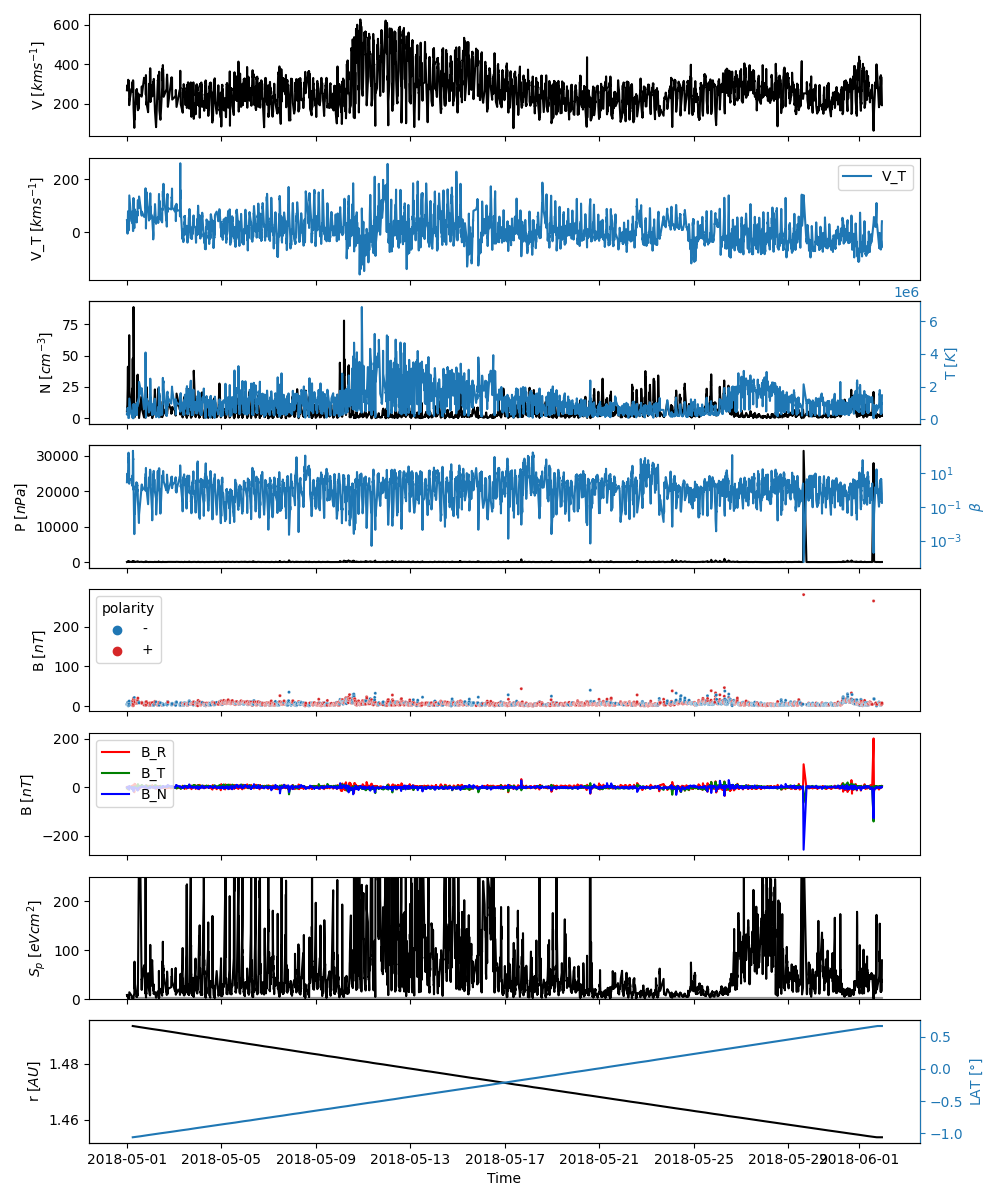 600
400
200
V [kms⁻¹]
200
0
V_T [kms⁻¹]
V_T
1e6
75
50
25
0
N [cm⁻³]
6
4
2
0
T [K]
30000
20000
10000
0
P [nPa]
10¹
10⁻¹
10⁻³
β
200
100
0
B [nT]
polarity
-
+
200
0
−200
B [nT]
B_R
B_T
B_N
200
100
0
S_p [eVcm²]
1.48
1.46
r [AU]
0.5
0.0
−0.5
−1.0
LAT [°]
2018-05-01 2018-05-05 2018-05-09 2018-05-13 2018-05-17 2018-05-21 2018-05-25 2018-05-29 2018-06-01
Time